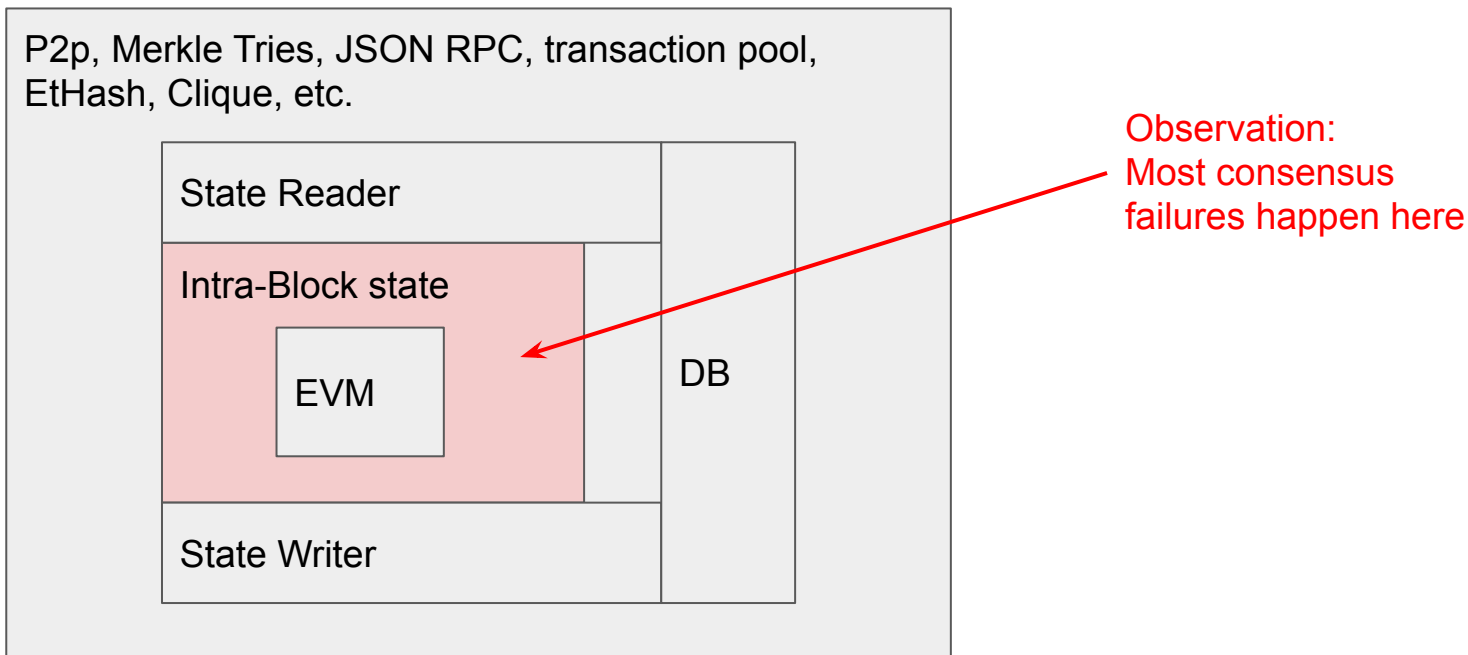 P2p, Merkle Tries, JSON RPC, transaction pool,
EtHash, Clique, etc.
Observation:
Most consensus
failures happen here
State Reader
Intra-Block state
EVM
DB
State Writer